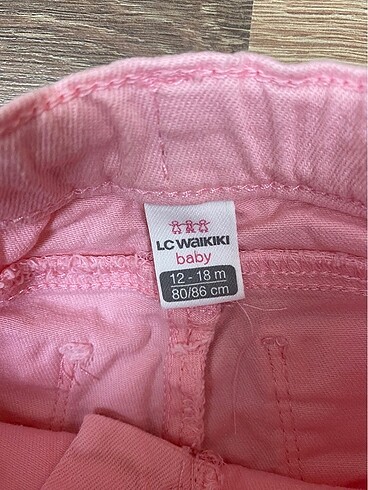 LC WAIKIKI
baby
12 - 18 m
80/86 cm